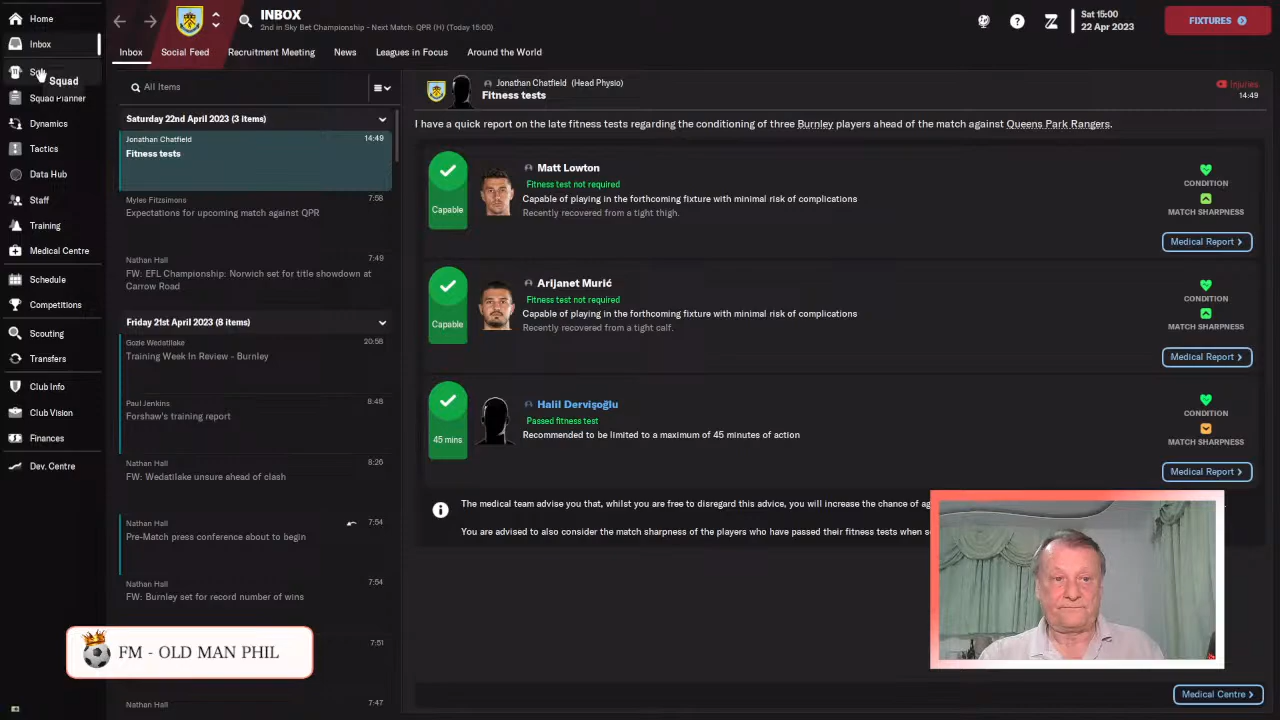 Home
Inbox
Squad
Squad Planner
Dynamics
Tactics
Data Hub
Staff
Training
Medical Centre
Schedule
Competitions
Scouting
Transfers
Club Info
Club Vision
Finances
Dev. Centre
INBOX
2nd in Sky Bet Championship - Next Match: QPR (H) (Today 15:00)
Sat 15:00
22 Apr 2023
FIXTURES
Inbox
Social Feed
Recruitment Meeting
News
Leagues in Focus
Around the World
All Items
Saturday 22nd April 2023 (3 items)
Jonathan Chatfield 14:49
Fitness tests
Myles Fitzsimons 7:58
Expectations for upcoming match against QPR
Nathan Hall 7:49
FW: EFL Championship: Norwich set for title showdown at
Carrow Road
Friday 21st April 2023 (8 items)
Gozie Wedatilake 20:58
Training Week In Review - Burnley
Paul Jenkins 8:48
Forshaw's training report
Nathan Hall 8:26
FW: Wedatilake unsure ahead of clash
Nathan Hall 7:54
Pre-Match press conference about to begin
Nathan Hall 7:54
FW: Burnley set for record number of wins
7:51
Nathan Hall 7:47
Jonathan Chatfield (Head Physio)
Fitness tests
Injuries
14:49
I have a quick report on the late fitness tests regarding the conditioning of three Burnley players ahead of the match against Queens Park Rangers.
Capable
Matt Lowton
Fitness test not required
Capable of playing in the forthcoming fixture with minimal risk of complications
Recently recovered from a tight thigh.
CONDITION
MATCH SHARPNESS
Medical Report
Capable
Arijanet Murić
Fitness test not required
Capable of playing in the forthcoming fixture with minimal risk of complications
Recently recovered from a tight calf.
CONDITION
MATCH SHARPNESS
Medical Report
45 mins
Halil Dervişoğlu
Passed fitness test
Recommended to be limited to a maximum of 45 minutes of action
CONDITION
MATCH SHARPNESS
Medical Report
The medical team advise you that, whilst you are free to disregard this advice, you will increase the chance of
You are advised to also consider the match sharpness of the players who have passed their fitness tests when
FM - OLD MAN PHIL
Medical Centre